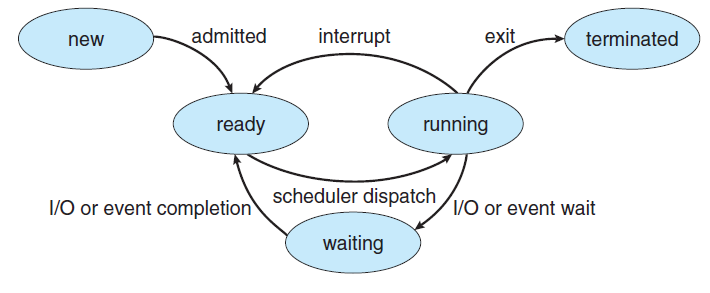 new
admitted
interrupt
exit
terminated
ready
running
scheduler dispatch
I/O or event completion
I/O or event wait
waiting